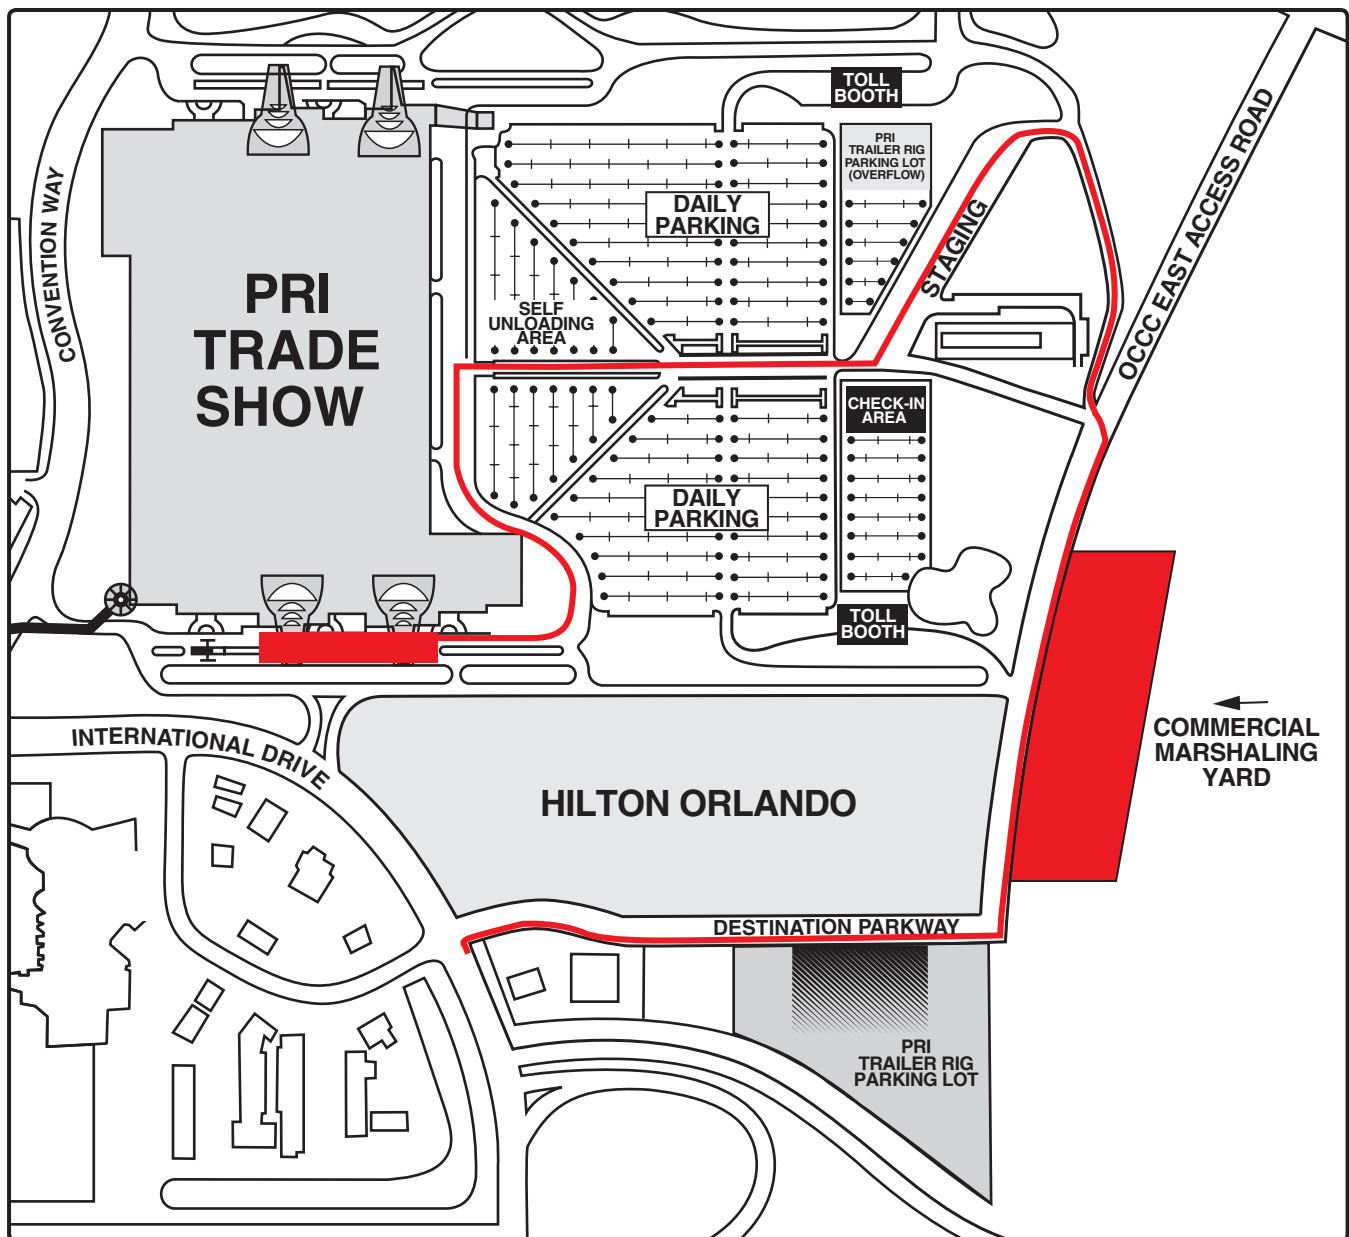 TOLL
BOOTH
PRI
TRAILER RIG
PARKING LOT
(OVERFLOW)
DAILY
PARKING
CONVENTION WAY
STAGING
OCCC EAST ACCESS ROAD
PRI
TRADE
SHOW
SELF
UNLOADING
AREA
CHECK-IN
AREA
DAILY
PARKING
TOLL
BOOTH
COMMERCIAL
MARSHALING
YARD
INTERNATIONAL DRIVE
HILTON ORLANDO
DESTINATION PARKWAY
PRI
TRAILER RIG
PARKING LOT